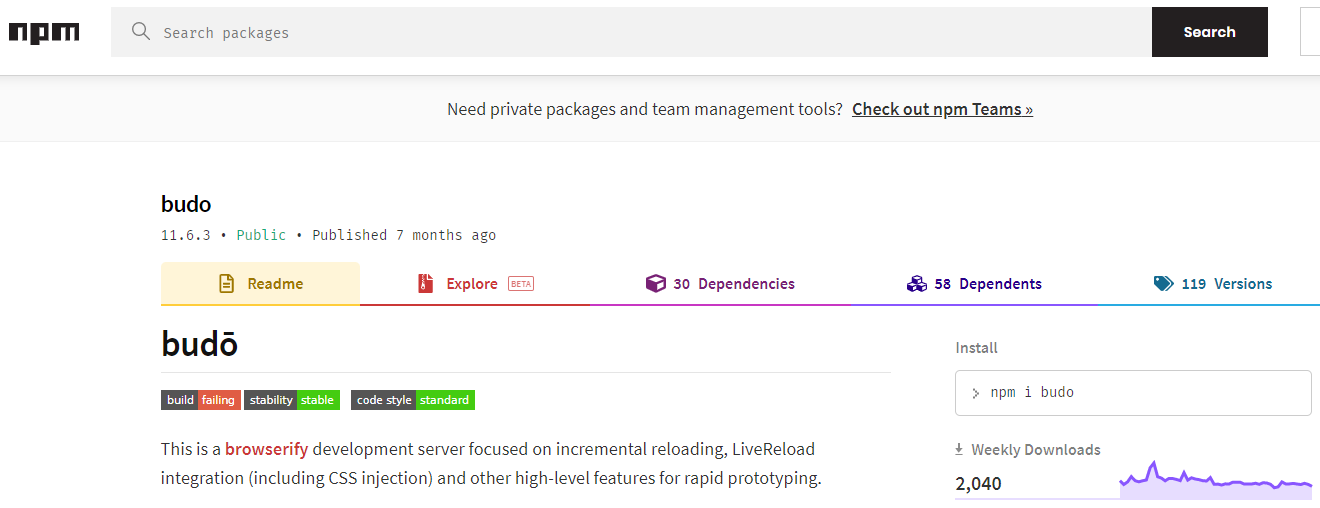 npm
Search packages
Search
Need private packages and team management tools? Check out npm Teams »
budo
11.6.3 • Public • Published 7 months ago
Readme
Explore BETA
30 Dependencies
58 Dependents
119 Versions
budō
build failing stability stable code style standard
This is a browserify development server focused on incremental reloading, LiveReload
integration (including CSS injection) and other high-level features for rapid prototyping.
Install
> npm i budo
Weekly Downloads
2,040